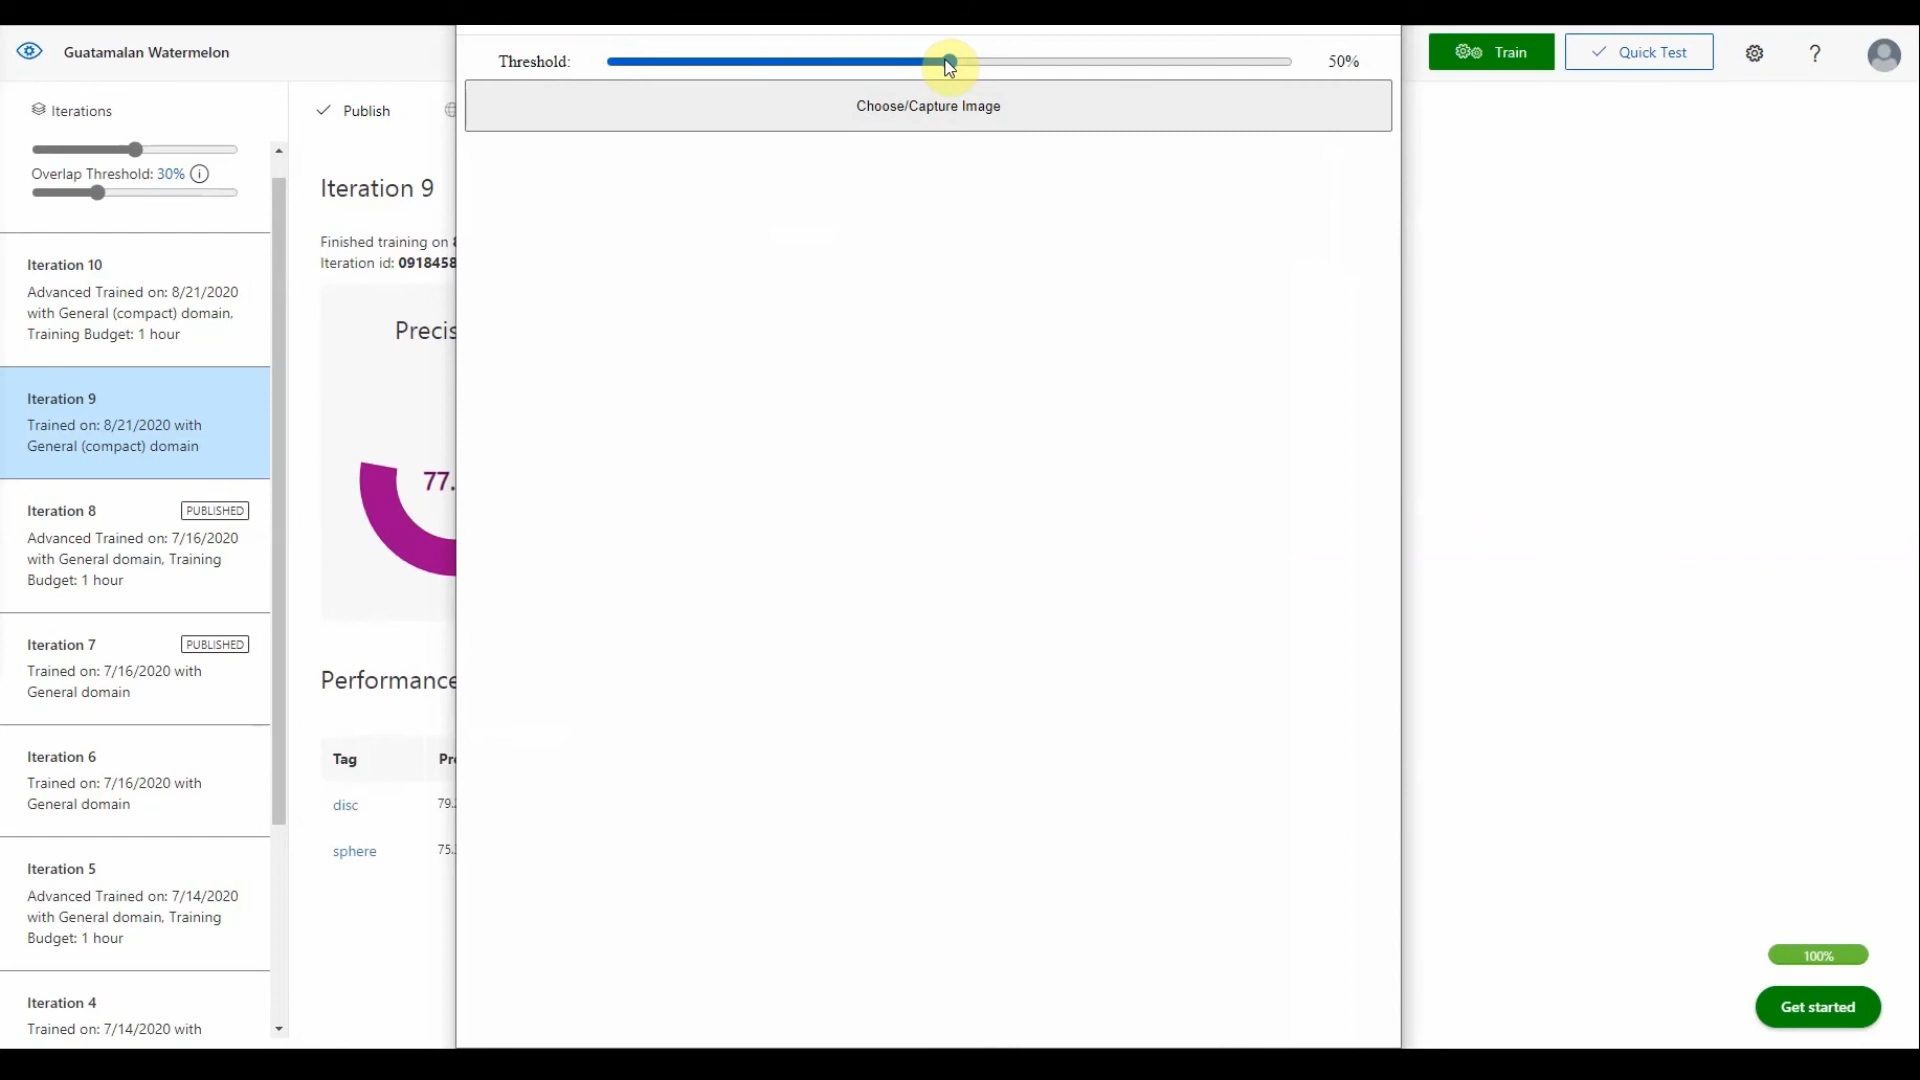 Guatamalan Watermelon
Threshold:
50%
Train
Quick Test
?
Iterations
Publish
Choose/Capture Image
Overlap Threshold: 30% i
Iteration 10
Advanced Trained on: 8/21/2020
with General (compact) domain,
Training Budget: 1 hour
Iteration 9
Trained on: 8/21/2020 with
General (compact) domain
Iteration 8
PUBLISHED
Advanced Trained on: 7/16/2020
with General domain, Training
Budget: 1 hour
Iteration 7
PUBLISHED
Trained on: 7/16/2020 with
General domain
Iteration 6
Trained on: 7/16/2020 with
General domain
Iteration 5
Advanced Trained on: 7/14/2020
with General domain, Training
Budget: 1 hour
Iteration 4
Trained on: 7/14/2020 with
Iteration 9
Finished training on
Iteration id: 0918458
Precis
77.
Performance
Tag
Pr
disc
79.
sphere
75.
100%
Get started